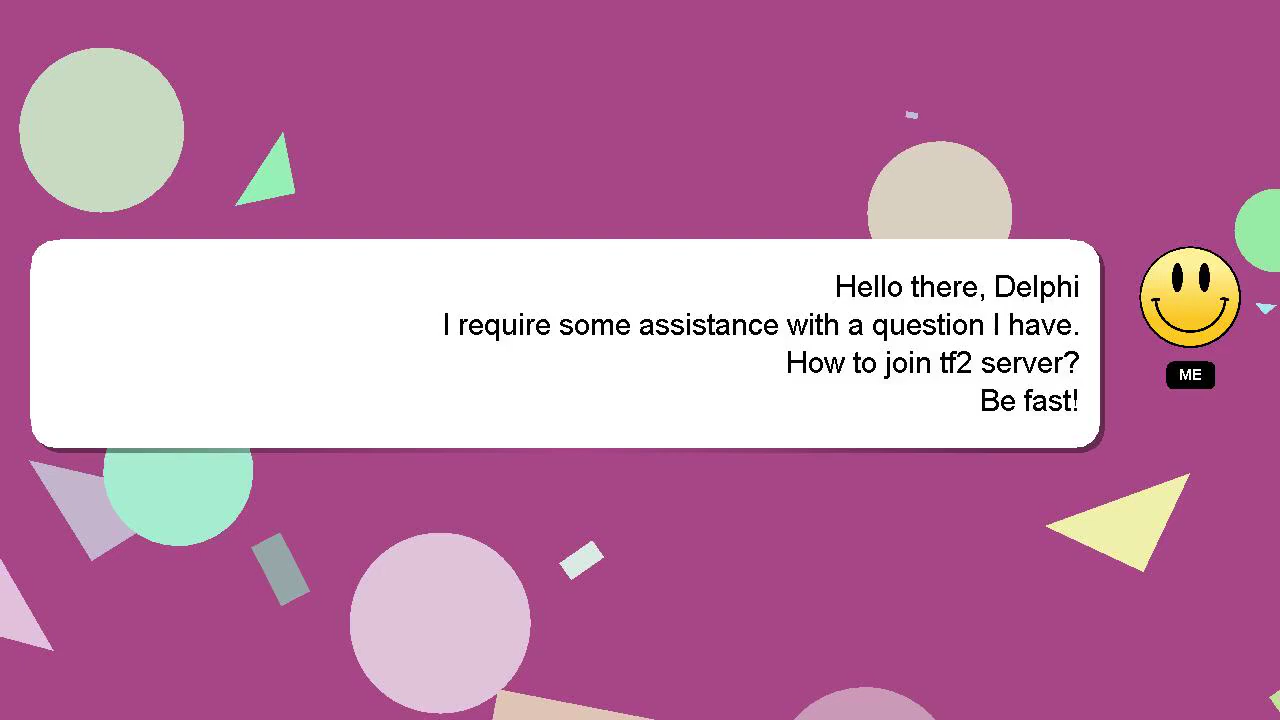 Hello there, Delphi
I require some assistance with a question I have.
How to join tf2 server?
Be fast!
ME